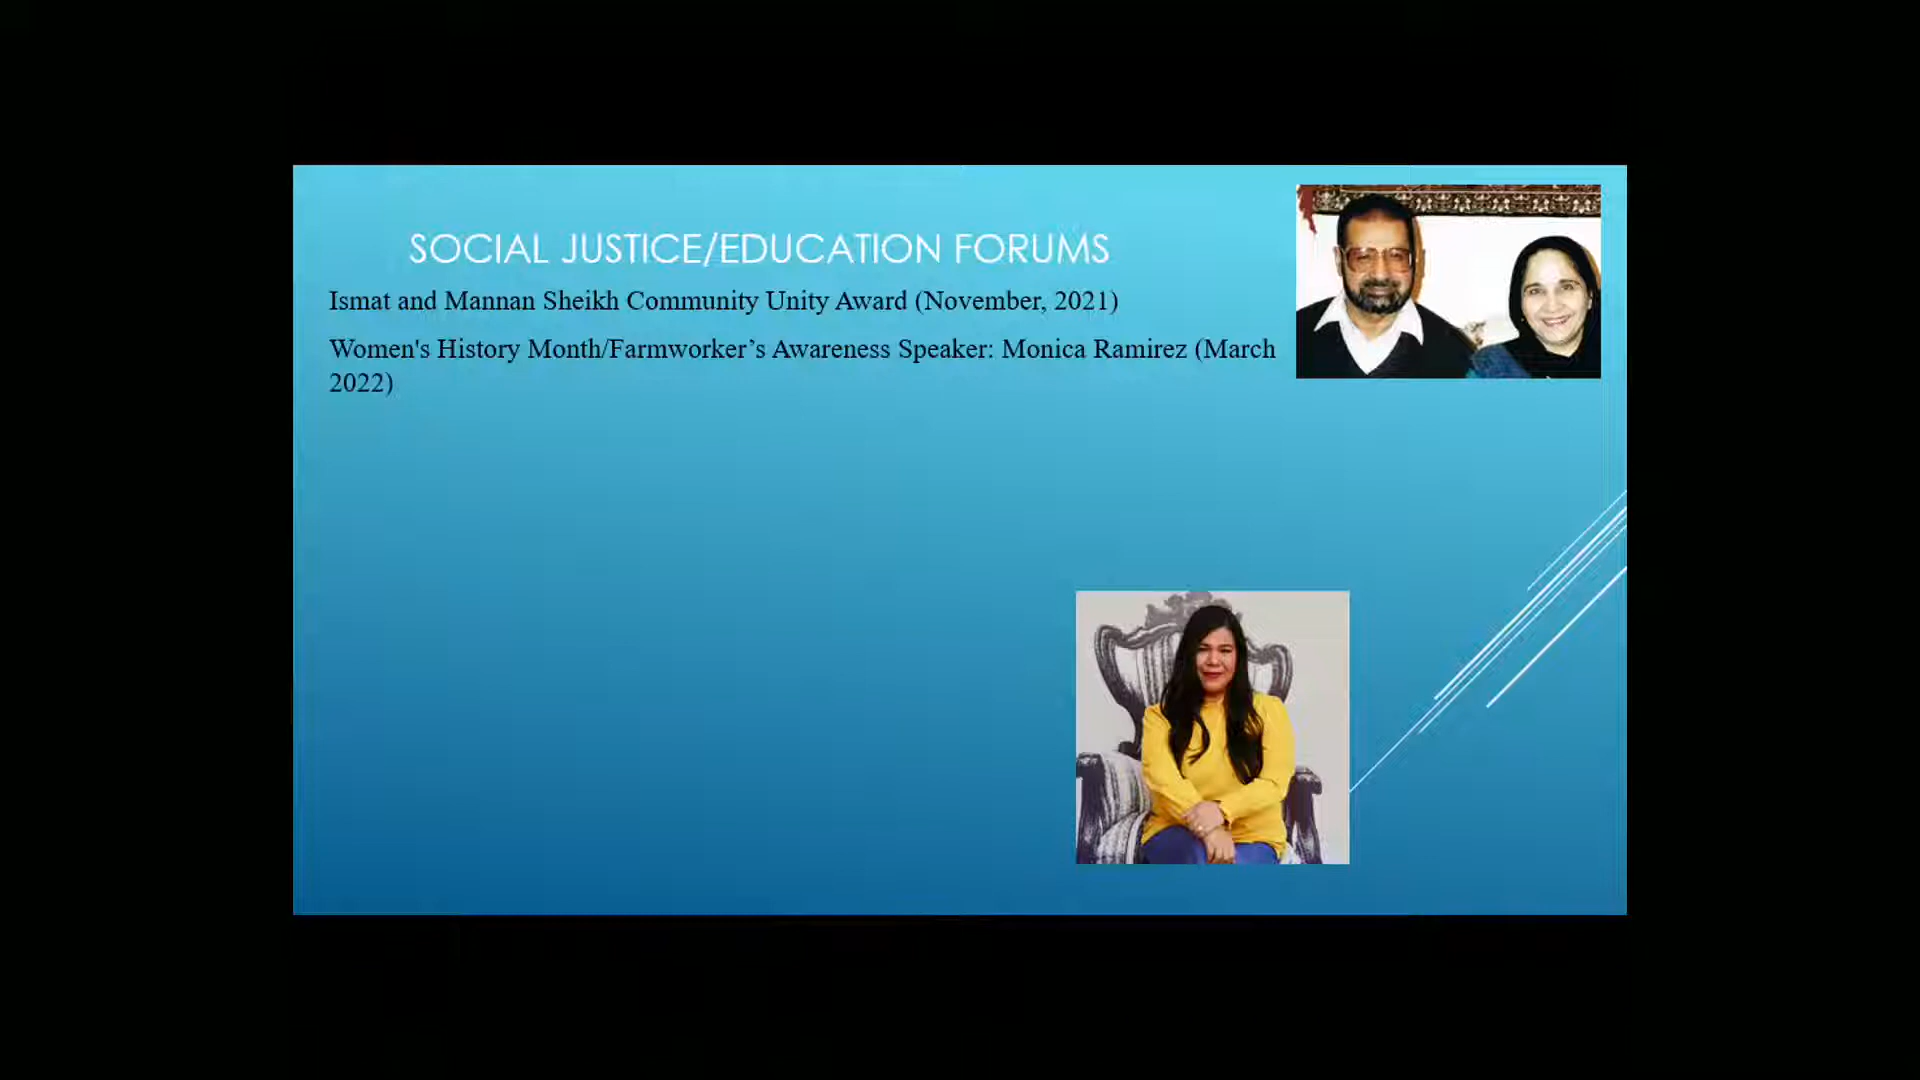 SOCIAL JUSTICE/EDUCATION FORUMS
Ismat and Mannan Sheikh Community Unity Award (November, 2021)
Women's History Month/Farmworker’s Awareness Speaker: Monica Ramirez (March
2022)